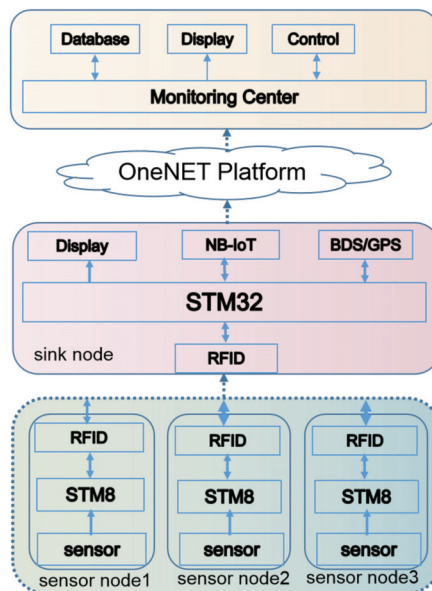 Database Display Control
Monitoring Center
OneNET Platform
Display NB-IoT BDS/GPS
STM32
sink node
RFID
RFID RFID RFID
STM8 STM8 STM8
sensor sensor sensor
sensor node1 sensor node2 sensor node3